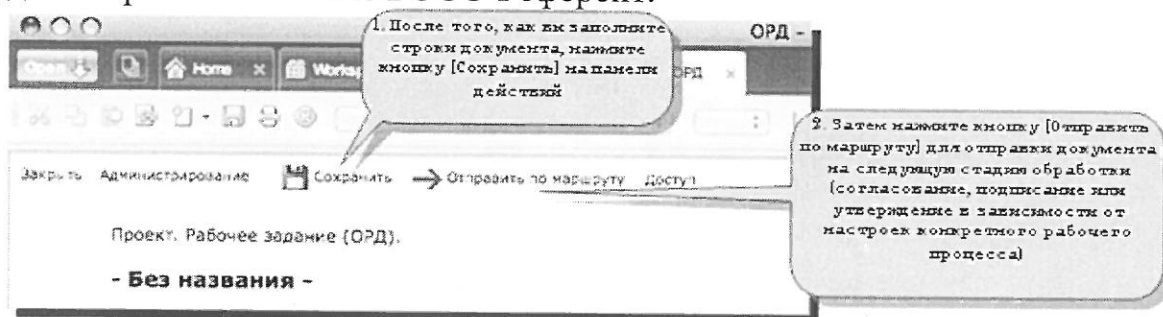 ОРД -
Open
Home ×
ОРД ×
1. После того, как вы заполните
строки документа, нажмите
кнопку [Сохранить] на панели
действий
2. Затем нажмите кнопку [Отправить
по маршруту] для отправки документа
на следующую стадию обработки
(согласование, подписание или
утверждение в зависимости от
настроек конкретного рабочего
процесса)
Закрыть Администрирование Сохранить Отправить по маршруту Доступ
Проект. Рабочее задание (ОРД).
- Без названия -